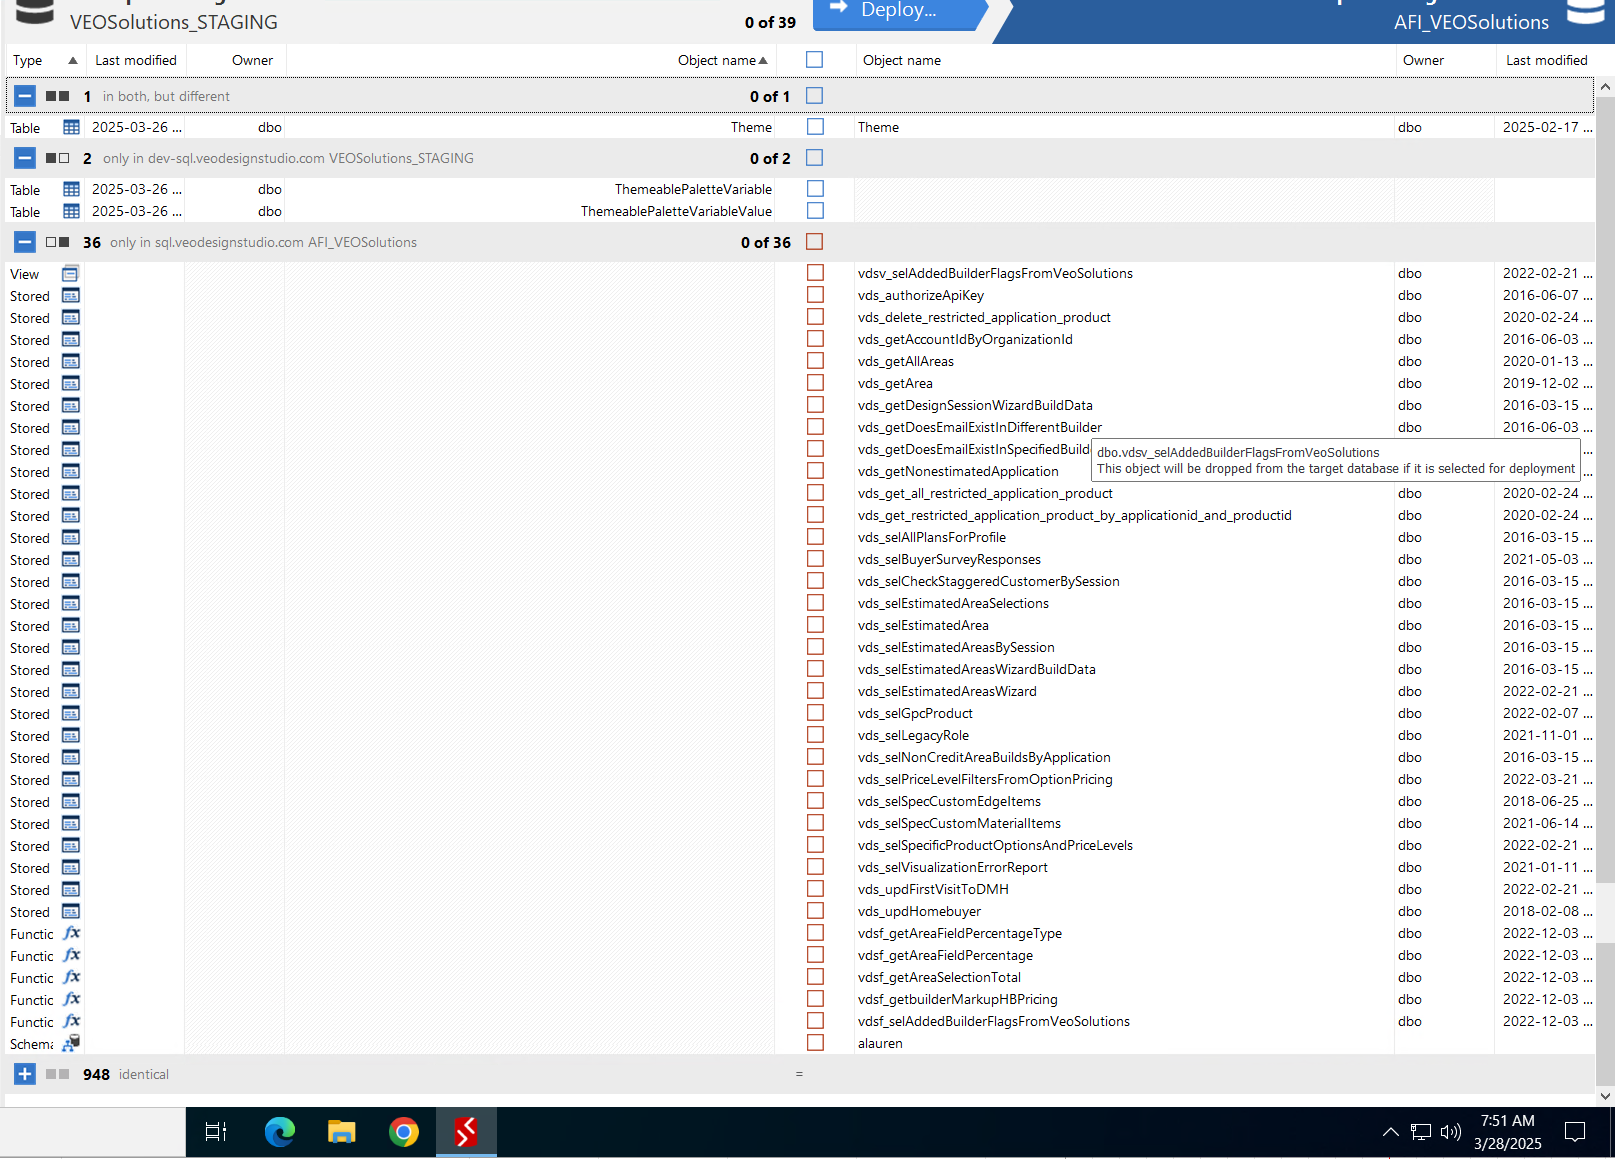 VEOSolutions_STAGING 0 of 39 Deploy... AFI_VEOSolutions
Type Last modified Owner Object name Object name Owner Last modified
1 in both, but different 0 of 1
Table 2025-03-26 ... dbo Theme Theme dbo 2025-02-17 ...
2 only in dev-sql.veodesignstudio.com VEOSolutions_STAGING 0 of 2
Table 2025-03-26 ... dbo ThemeablePaletteVariable
Table 2025-03-26 ... dbo ThemeablePaletteVariableValue
36 only in sql.veodesignstudio.com AFI_VEOSolutions 0 of 36
View vdsv_selAddedBuilderFlagsFromVeoSolutions dbo 2022-02-21 ...
Stored vds_authorizeApiKey dbo 2016-06-07 ...
Stored vds_delete_restricted_application_product dbo 2020-02-24 ...
Stored vds_getAccountIdByOrganizationId dbo 2016-06-03 ...
Stored vds_getAllAreas dbo 2020-01-13 ...
Stored vds_getArea dbo 2019-12-02 ...
Stored vds_getDesignSessionWizardBuildData dbo 2016-03-15 ...
Stored vds_getDoesEmailExistInDifferentBuilder dbo 2016-06-03 ...
Stored vds_getDoesEmailExistInSpecifiedBuild ...
dbo.vdsv_selAddedBuilderFlagsFromVeoSolutions
This object will be dropped from the target database if it is selected for deployment
Stored vds_getNonestimatedApplication ...
Stored vds_get_all_restricted_application_product dbo 2020-02-24 ...
Stored vds_get_restricted_application_product_by_applicationid_and_productid dbo 2020-02-24 ...
Stored vds_selAllPlansForProfile dbo 2016-03-15 ...
Stored vds_selBuyerSurveyResponses dbo 2021-05-03 ...
Stored vds_selCheckStaggeredCustomerBySession dbo 2016-03-15 ...
Stored vds_selEstimatedAreaSelections dbo 2016-03-15 ...
Stored vds_selEstimatedArea dbo 2016-03-15 ...
Stored vds_selEstimatedAreasBySession dbo 2016-03-15 ...
Stored vds_selEstimatedAreasWizardBuildData dbo 2016-03-15 ...
Stored vds_selEstimatedAreasWizard dbo 2022-02-21 ...
Stored vds_selGpcProduct dbo 2022-02-07 ...
Stored vds_selLegacyRole dbo 2021-11-01 ...
Stored vds_selNonCreditAreaBuildsByApplication dbo 2016-03-15 ...
Stored vds_selPriceLevelFiltersFromOptionPricing dbo 2022-03-21 ...
Stored vds_selSpecCustomEdgeItems dbo 2018-06-25 ...
Stored vds_selSpecCustomMaterialItems dbo 2021-06-14 ...
Stored vds_selSpecificProductOptionsAndPriceLevels dbo 2022-02-21 ...
Stored vds_selVisualizationErrorReport dbo 2021-01-11 ...
Stored vds_updFirstVisitToDMH dbo 2022-02-21 ...
Stored vds_updHomebuyer dbo 2018-02-08 ...
Functic fx vdsf_getAreaFieldPercentageType dbo 2022-12-03 ...
Functic fx vdsf_getAreaFieldPercentage dbo 2022-12-03 ...
Functic fx vdsf_getAreaSelectionTotal dbo 2022-12-03 ...
Functic fx vdsf_getbuilderMarkupHBPricing dbo 2022-12-03 ...
Functic fx vdsf_selAddedBuilderFlagsFromVeoSolutions dbo 2022-12-03 ...
Schema alauren
948 identical =
7:51 AM
3/28/2025